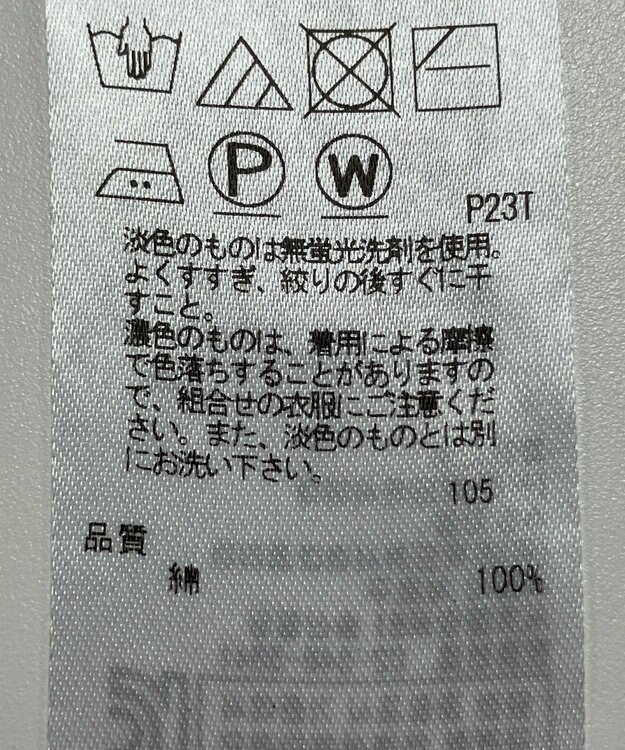 P W
P23T
淡色のものは無蛍光洗剤を使用。
よくすすぎ、絞りの後すぐに干
すこと。
濃色のものは、着用による摩擦
で色落ちすることがありますの
で、組合せの衣服にご注意くだ
さい。また、淡色のものとは別
にお洗い下さい。
105
品質
綿 100%